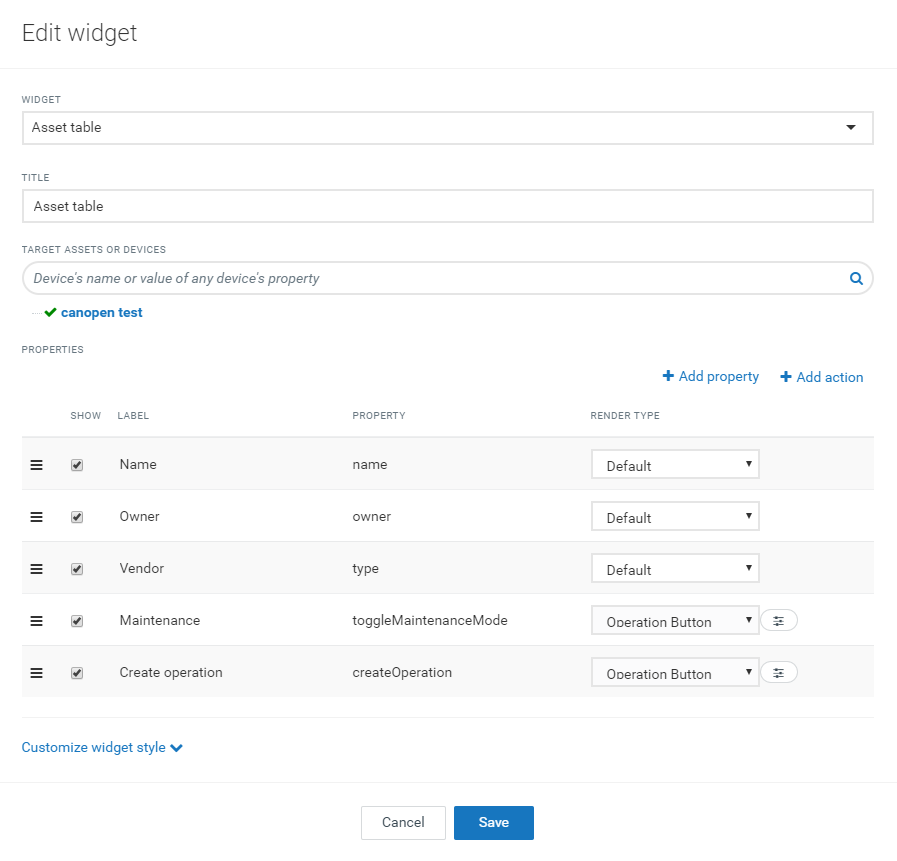 Edit widget
WIDGET
Asset table
TITLE
Asset table
TARGET ASSETS OR DEVICES
Device's name or value of any device's property
canopen test
PROPERTIES
Add property Add action
SHOW LABEL PROPERTY RENDER TYPE
Name name Default
Owner owner Default
Vendor type Default
Maintenance toggleMaintenanceMode Operation Button
Create operation createOperation Operation Button
Customize widget style
Cancel Save